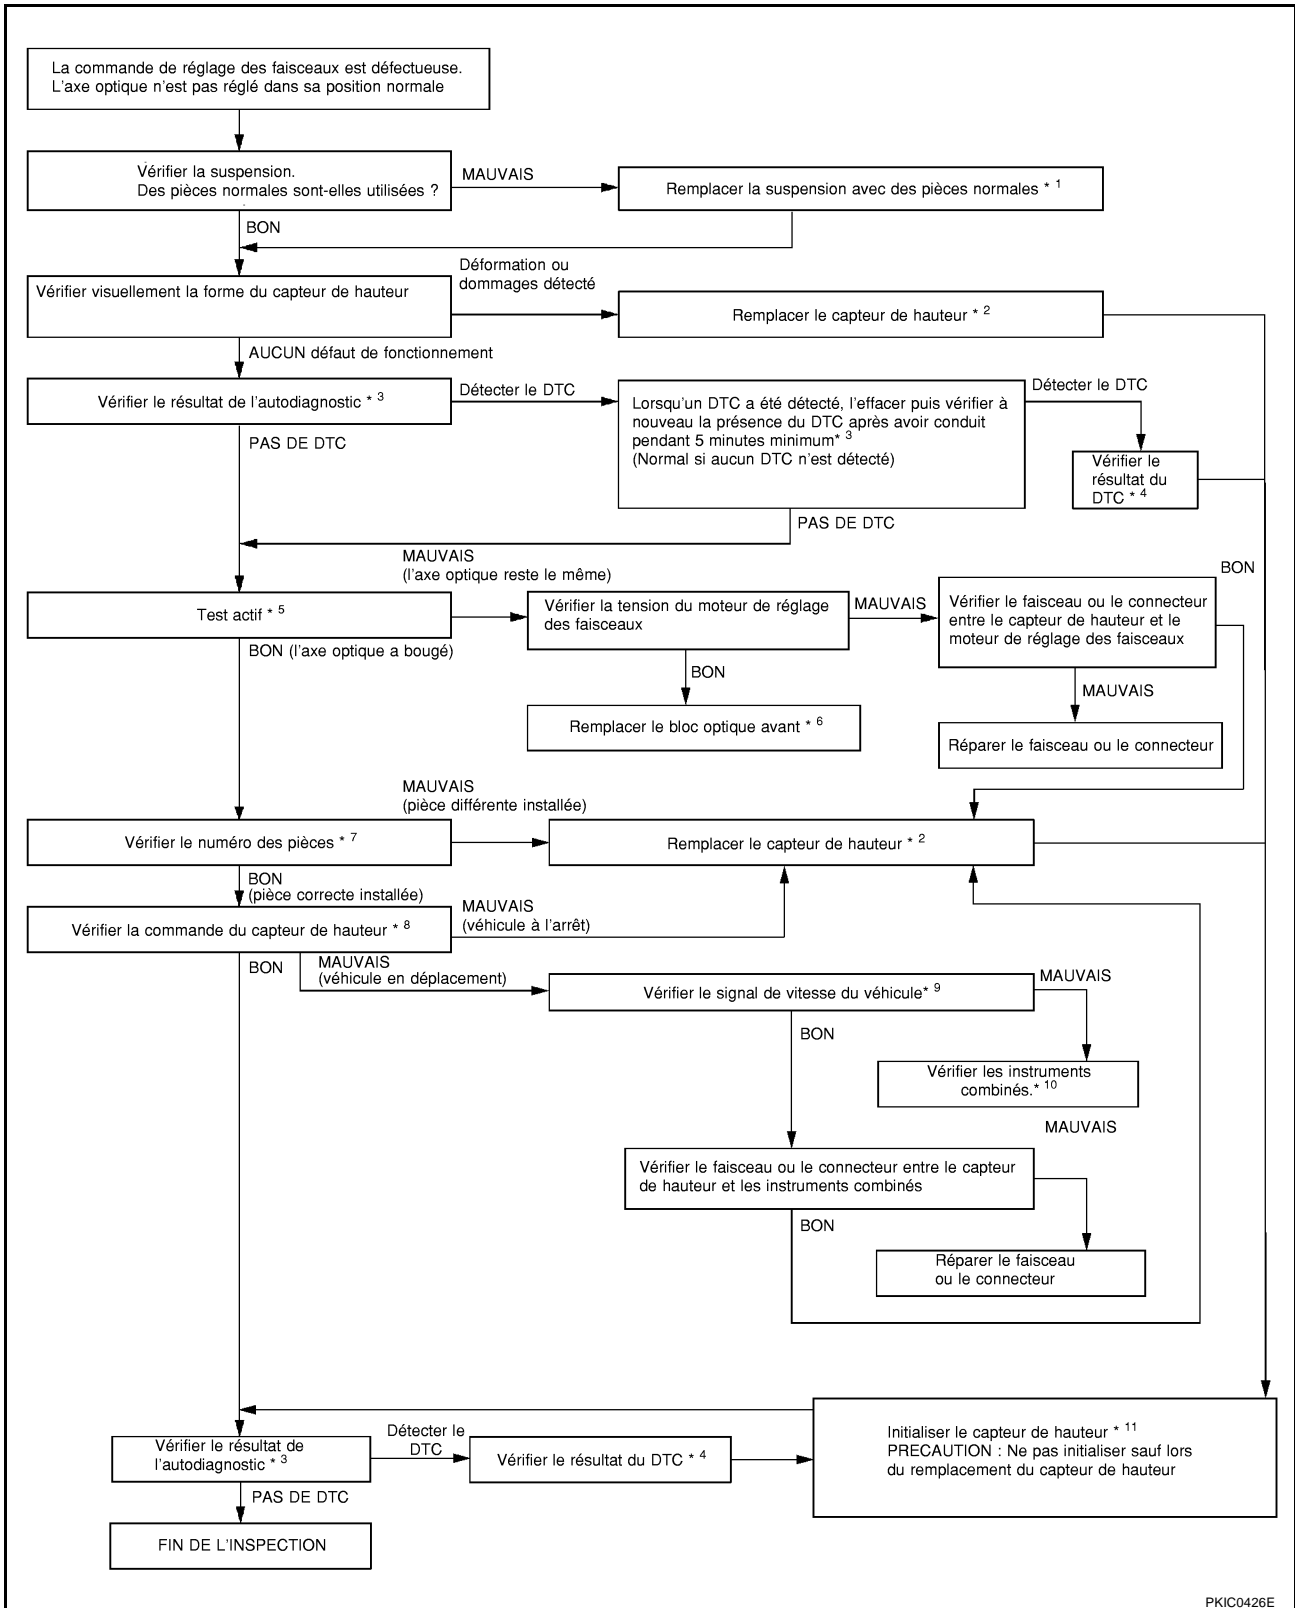 La commande de réglage des faisceaux est défectueuse.
L'axe optique n'est pas réglé dans sa position normale
Vérifier la suspension.
Des pièces normales sont-elles utilisées ?
MAUVAIS
Remplacer la suspension avec des pièces normales * 1
BON
Vérifier visuellement la forme du capteur de hauteur
Déformation ou
dommages détecté
Remplacer le capteur de hauteur * 2
AUCUN défaut de fonctionnement
Vérifier le résultat de l'autodiagnostic * 3
Détecter le DTC
Lorsqu'un DTC a été détecté, l'effacer puis vérifier à
nouveau la présence du DTC après avoir conduit
pendant 5 minutes minimum* 3
(Normal si aucun DTC n'est détecté)
Détecter le DTC
Vérifier le
résultat du
DTC * 4
PAS DE DTC
PAS DE DTC
MAUVAIS
(l'axe optique reste le même)
Test actif * 5
Vérifier la tension du moteur de réglage
des faisceaux
MAUVAIS
Vérifier le faisceau ou le connecteur
entre le capteur de hauteur et le
moteur de réglage des faisceaux
BON
BON (l'axe optique a bougé)
BON
MAUVAIS
Remplacer le bloc optique avant * 6
Réparer le faisceau ou le connecteur
MAUVAIS
(pièce différente installée)
Vérifier le numéro des pièces * 7
Remplacer le capteur de hauteur * 2
BON
(pièce correcte installée)
Vérifier la commande du capteur de hauteur * 8
MAUVAIS
(véhicule à l'arrêt)
BON
MAUVAIS
(véhicule en déplacement)
Vérifier le signal de vitesse du véhicule* 9
MAUVAIS
BON
Vérifier les instruments
combinés.* 10
MAUVAIS
Vérifier le faisceau ou le connecteur entre le capteur
de hauteur et les instruments combinés
BON
Réparer le faisceau
ou le connecteur
Initialiser le capteur de hauteur * 11
PRECAUTION : Ne pas initialiser sauf lors
du remplacement du capteur de hauteur
Vérifier le résultat de
l'autodiagnostic * 3
Détecter le
DTC
Vérifier le résultat du DTC * 4
PAS DE DTC
FIN DE L'INSPECTION
PKIC0426E